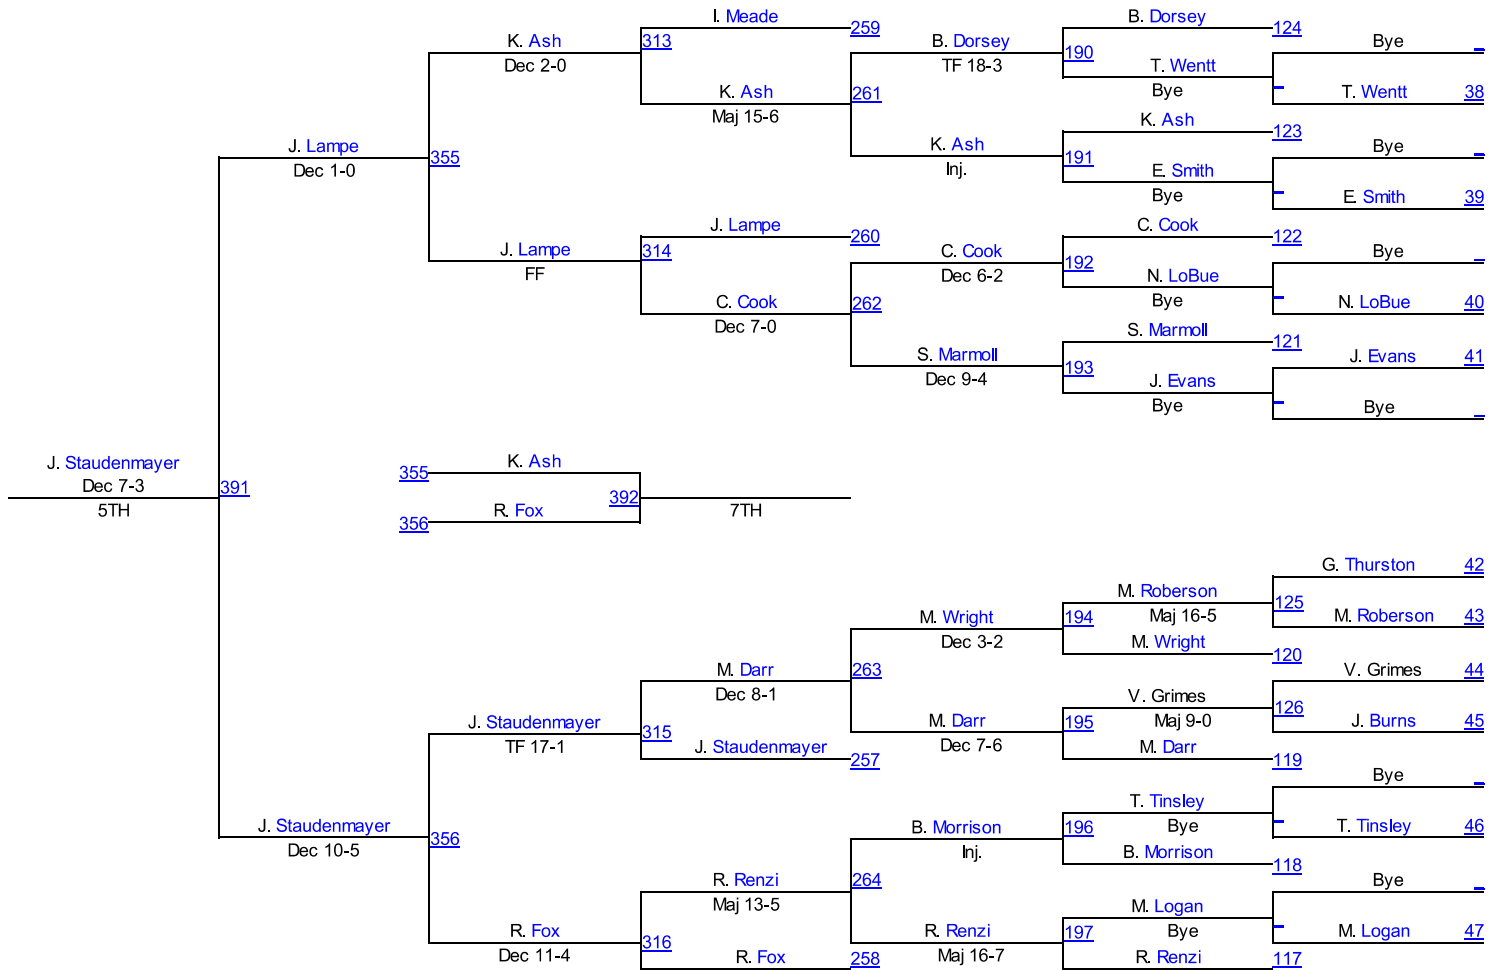 I. Meade
259
B. Dorsey
124
K. Ash
313
B. Dorsey
190
Bye
Dec 2-0
TF 18-3
T. Wentt
K. Ash
261
Bye
T. Wentt 38
Maj 15-6
K. Ash
123
J. Lampe
355
K. Ash
191
Bye
Dec 1-0
Inj.
E. Smith
Bye
E. Smith 39
J. Lampe
260
C. Cook
122
J. Lampe
314
C. Cook
192
Bye
FF
Dec 6-2
N. LoBue
C. Cook
262
Bye
N. LoBue 40
Dec 7-0
S. Marmoll
121
S. Marmoll
193
J. Evans 41
Dec 9-4
J. Evans
Bye
Bye
J. Staudenmayer
355
K. Ash
Dec 7-3
391
392
5TH
356
R. Fox
7TH
G. Thurston 42
M. Roberson
125
M. Wright
194
Maj 16-5
M. Roberson 43
Dec 3-2
M. Wright
120
M. Darr
263
V. Grimes 44
Dec 8-1
V. Grimes
126
J. Staudenmayer
315
M. Darr
195
Maj 9-0
J. Burns 45
TF 17-1
J. Staudenmayer
257
Dec 7-6
M. Darr
119
Bye
T. Tinsley
J. Staudenmayer
356
B. Morrison
196
Bye
T. Tinsley 46
Dec 10-5
Inj.
B. Morrison
118
R. Renzi
264
Bye
Maj 13-5
M. Logan
R. Fox
316
R. Renzi
197
Bye
M. Logan 47
Dec 11-4
R. Fox
258
Maj 16-7
R. Renzi
117